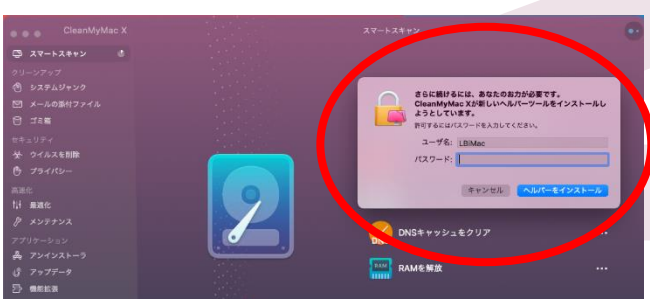 CleanMyMac X
スマートスキャン
スマートスキャン
クリーンアップ
システムジャンク
メールの添付ファイル
ゴミ箱
セキュリティ
ウイルスを削除
プライバシー
高速化
最適化
メンテナンス
アプリケーション
アンインストーラ
アップデータ
機能拡張
さらに続けるには、あなたのお力が必要です。
CleanMyMac Xが新しいヘルパーツールをインストールし
ようとしています。
許可するにはパスワードを入力してください。
ユーザ名: LBiMac
パスワード:
キャンセル ヘルパーをインストール
DNS DNSキャッシュをクリア
RAM RAMを解放